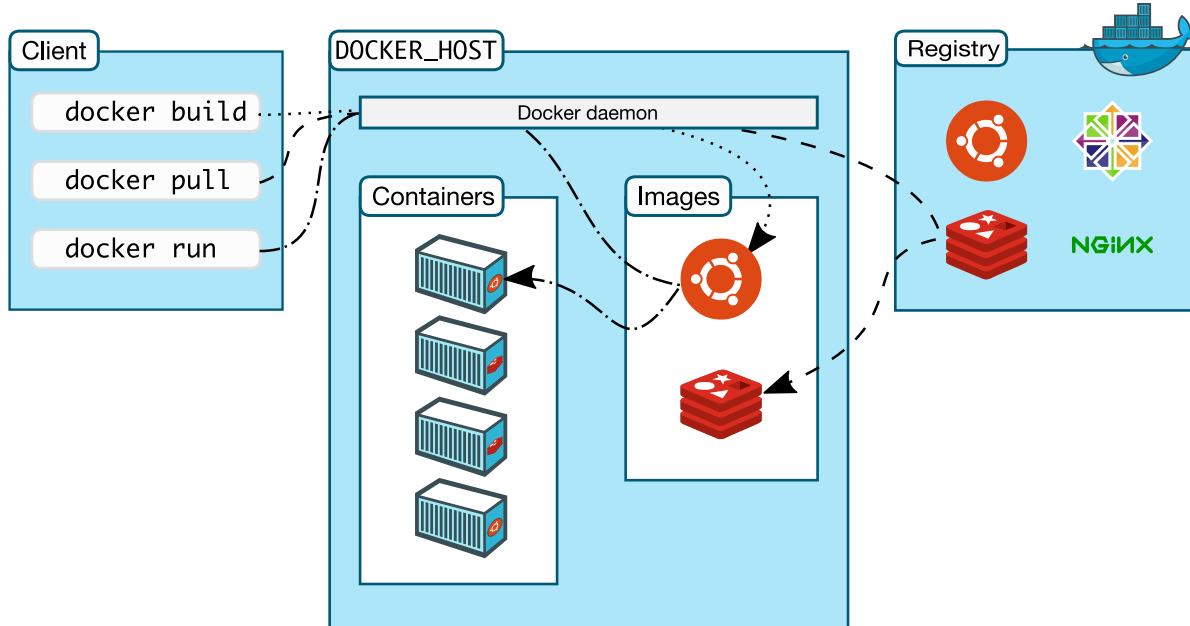 Client
docker build
docker pull
docker run
DOCKER_HOST
Docker daemon
Containers
Images
Registry
NGiNX